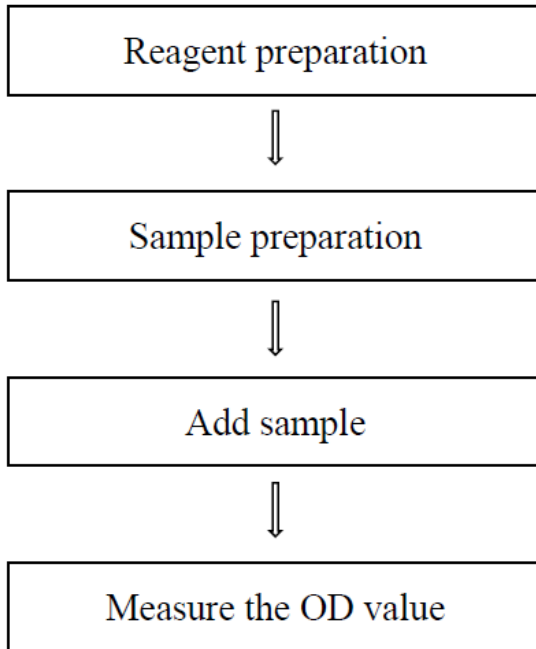 Reagent preparation
Sample preparation
Add sample
Measure the OD value